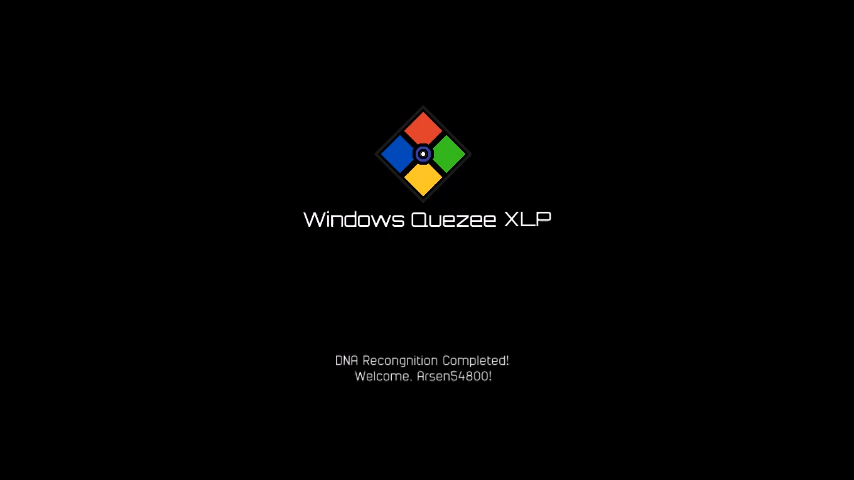 Windows Quezee XLP
DNA Recongnition Completed!
Welcome, Arsen54800!